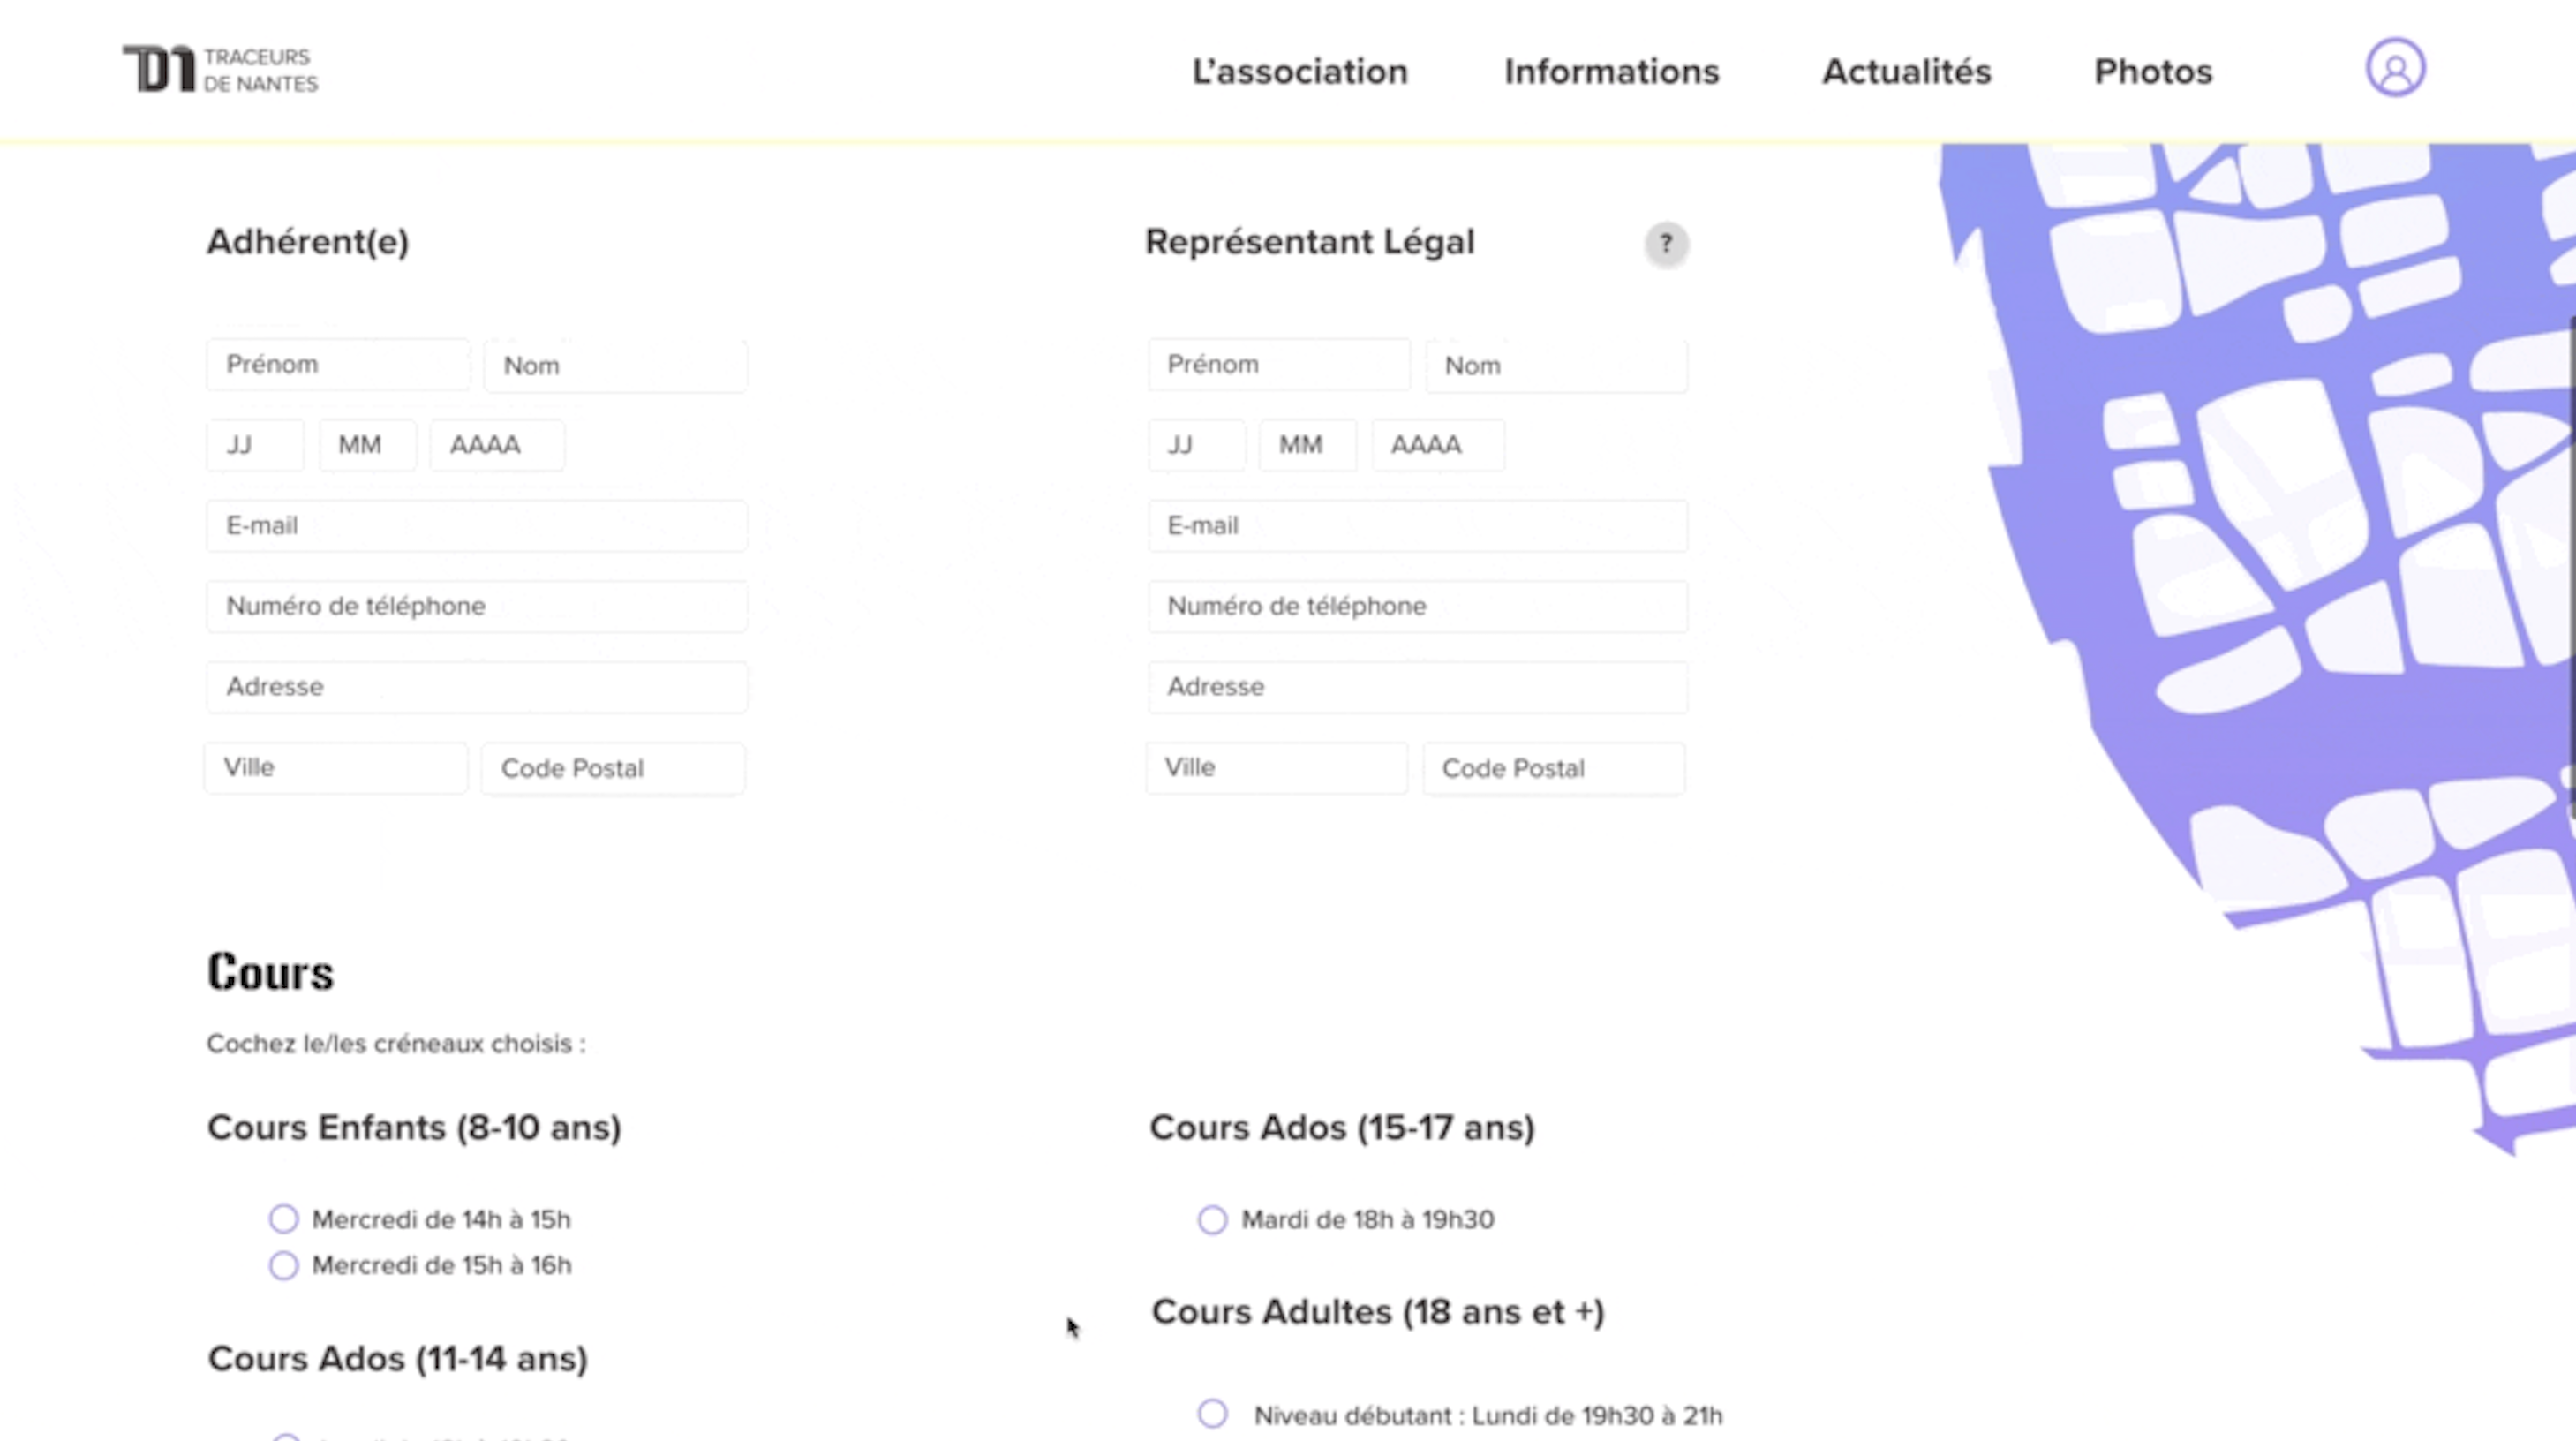 TRACEURS
DE NANTES
L'association
Informations
Actualités
Photos
Adhérent(e)
Prénom
Nom
JJ
MM
AAAA
E-mail
Numéro de téléphone
Adresse
Ville
Code Postal
Représentant Légal
?
Prénom
Nom
JJ
MM
AAAA
E-mail
Numéro de téléphone
Adresse
Ville
Code Postal
Cours
Cochez le/les créneaux choisis :
Cours Enfants (8-10 ans)
Mercredi de 14h à 15h
Mercredi de 15h à 16h
Cours Ados (11-14 ans)
Cours Ados (15-17 ans)
Mardi de 18h à 19h30
Cours Adultes (18 ans et +)
Niveau débutant : Lundi de 19h30 à 21h